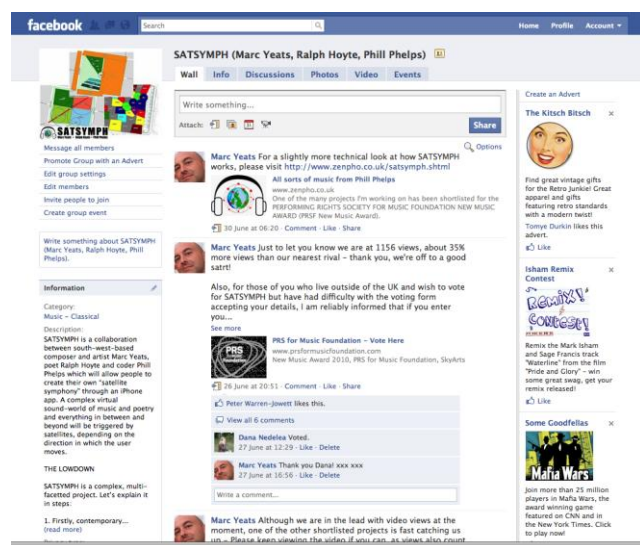 facebook
Search
Home Profile Account
SATSYMPH (Marc Yeats, Ralph Hoyte, Phill Phelps)
Wall Info Discussions Photos Video Events
SATSYMPH
Message all members
Promote Group with an Advert
Edit group settings
Edit members
Invite people to join
Create group event
Write something about SATSYMPH
(Marc Yeats, Ralph Hoyte, Phill
Phelps).
Information
Category:
Music - Classical
Description:
SATSYMPH is a collaboration
between south-west-based
composer and artist Marc Yeats,
poet Ralph Hoyte and coder Phill
Phelps which will allow people to
create their own "satellite
symphony" through an iPhone
app. A complex virtual
sound-world of music and poetry
and everything in between and
beyond will be triggered by
satellites, depending on the
direction in which the user
moves.
THE LOWDOWN
SATSYMPH is a complex, multi-
facetted project. Let's explain it
in steps:
1. Firstly, contemporary...
(read more)
Write something...
Attach:
Share
Options
Marc Yeats For a slightly more technical look at how SATSYMPH
works, please visit http://www.zenpho.co.uk/satsymph.shtml
All sorts of music from Phill Phelps
www.zenpho.co.uk
One of the many projects I'm working on has been shortlisted for the
PERFORMING RIGHTS SOCIETY FOR MUSIC FOUNDATION NEW MUSIC
AWARD (PRSF New Music Award).
30 June at 06:20 · Comment · Like · Share
Marc Yeats Just to let you know we are at 1156 views, about 35%
more views than our nearest rival - thank you, we're off to a good
satrt!
Also, for those of you who live outside of the UK and wish to vote
for SATSYMPH but have had difficulty with the voting form
accepting your details, I am reliably informed that if you enter
you...
See more
PRS
PRS for Music Foundation - Vote Here
www.prsformusicfoundation.com
New Music Award 2010, PRS for Music Foundation, SkyArts
26 June at 20:51 · Comment · Like · Share
Peter Warren-Jowett likes this.
View all 6 comments
Dana Nedelea Voted.
27 June at 12:29 · Like · Delete
Marc Yeats Thank you Dana! xxx xxx
27 June at 16:56 · Like · Delete
Write a comment...
Marc Yeats Although we are in the lead with video views at the
moment, one of the other shortlisted projects is fast catching us
up - Please keep viewing the video if you can, as views also count
Create an Advert
The Kitsch Bitsch
Find great vintage gifts
for the Retro Junkie! Great
apparel and gifts
featuring retro standards
with a modern twist!
Tomye Durkin likes this
advert.
Like
Isham Remix
Contest
REMIX!
CONTEST!
Remix the Mark Isham
and Sage Francis track
"Waterline" from the film
"Pride and Glory" - win
some great swag, get your
remix released!
Like
Some Goodfellas
Mafia Wars
Join more than 25 million
players in Mafia Wars, the
award winning game
featured on CNN and in
the New York Times. Click
to play now!